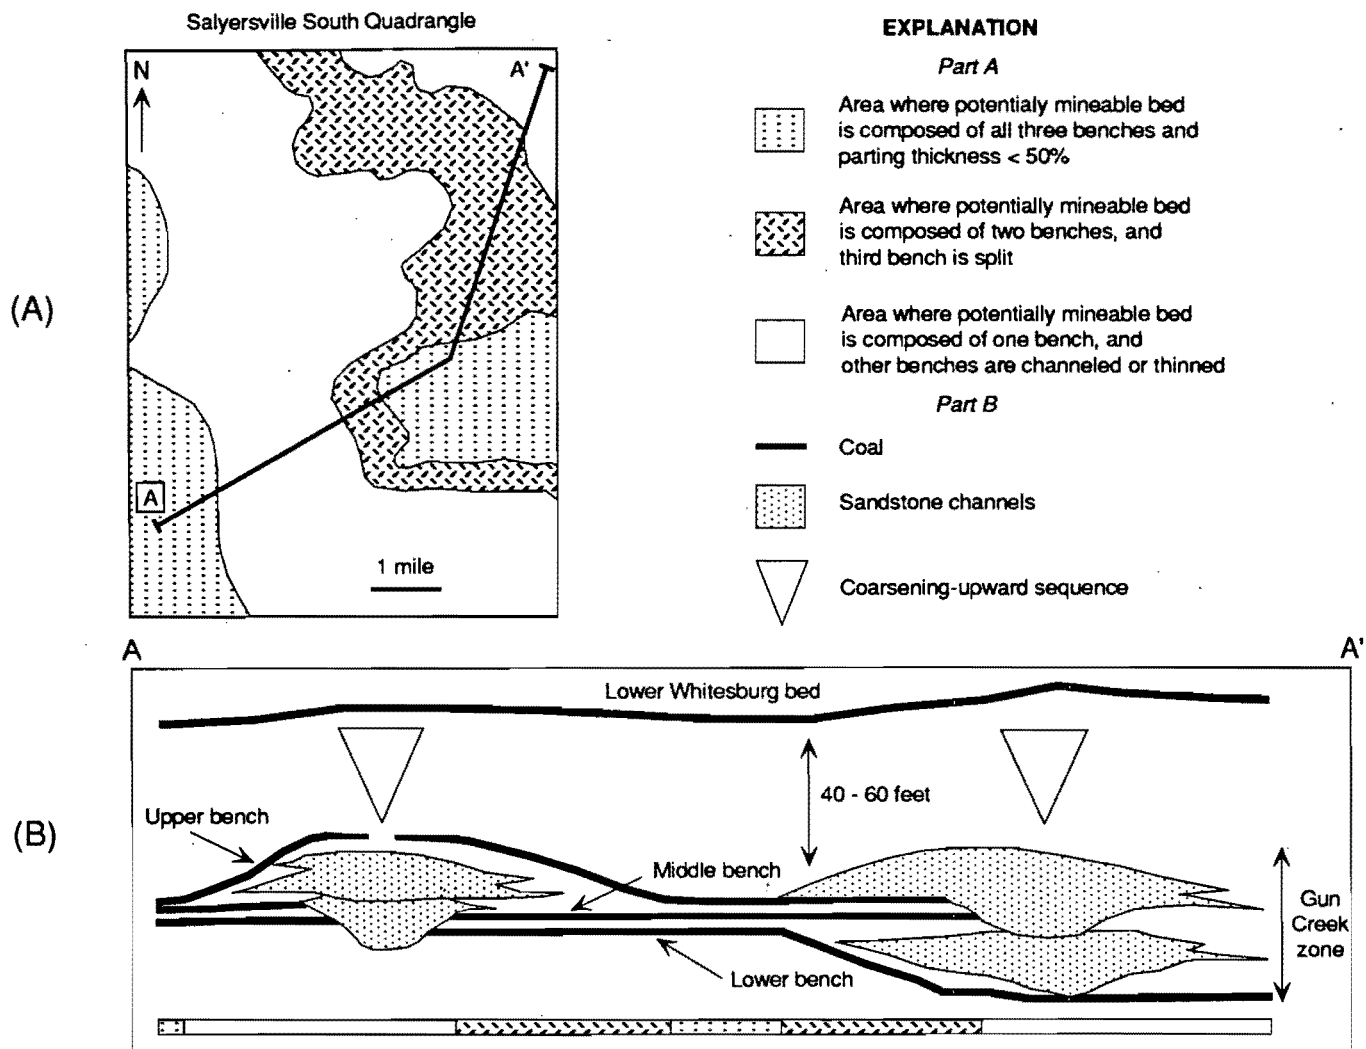 Salyersville South Quadrangle
N
A'
(A)
A
1 mile
EXPLANATION
Part A
Area where potentialy mineable bed
is composed of all three benches and
parting thickness < 50%
Area where potentially mineable bed
is composed of two benches, and
third bench is split
Area where potentially mineable bed
is composed of one bench, and
other benches are channeled or thinned
Part B
Coal
Sandstone channels
Coarsening-upward sequence
A
A'
(B)
Lower Whitesburg bed
40 - 60 feet
Upper bench
Middle bench
Lower bench
Gun
Creek
zone